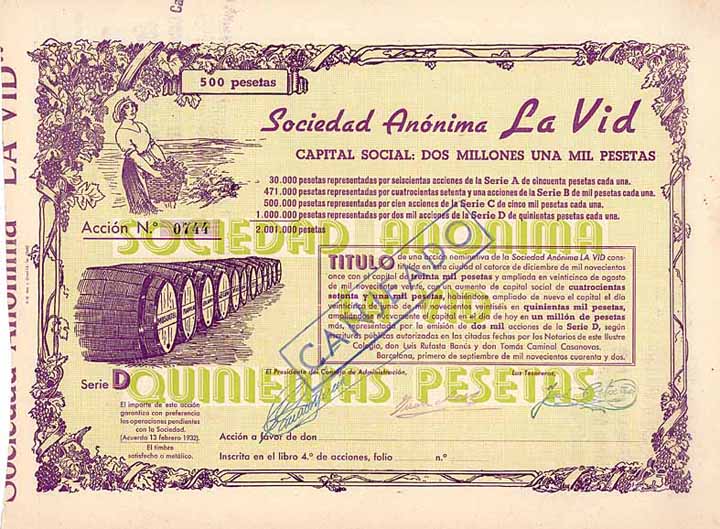 500 pesetas
Sociedad Anónima La Vid
CAPITAL SOCIAL: DOS MILLONES UNA MIL PESETAS
30.000 pesetas representadas por seiscientas acciones de la Serie A de cincuenta pesetas cada una.
471.000 pesetas representadas por cuatrocientas setenta y una acciones de la Serie B de mil pesetas cada una.
500.000 pesetas representadas por cien acciones de la Serie C de cinco mil pesetas cada una.
1.000.000 pesetas representadas por dos mil acciones de la Serie D de quinientas pesetas cada una.
2.001.000 pesetas
Acción N.º 0744
SOCIEDAD ANONIMA
LA VID
QUINIENTAS PESETAS
TITULO de una acción nominativa de la Sociedad Anónima LA VID cons-
tituida en esta ciudad al catorce de diciembre de mil novecientos
once con el capital de treinta mil pesetas y ampliada en veinticinco de agosto
de mil novecientos aumento de capital social de cuatrocientas
setenta y una mil pesetas, habiendo ampliado de nuevo el capital el día
veinticinco de junio de mil novecientos veintiséis en quinientas mil pesetas,
ampliándose nuevamente el capital en el día de hoy en un millón de pesetas
más, representado por la emisión de dos mil acciones de la Serie D, según
escrituras públicas autorizadas en las citadas fechas por los Notarios de este Ilustre
Colegio, don Luis Rufasta Banús y don Tomás Caminal Casanovas.
Barcelona, primero de septiembre de mil novecientos cuarenta y dos.
CANJEADO
Serie D
El Presidente del Consejo de Administración,
Los Tesoreros,
El importe de esta acción
garantiza con preferencia
las operaciones pendientes
con la Sociedad.
(Acuerdo 13 febrero 1932).
El timbre
satisfecho a metálico.
Acción a favor de don
Inscrita en el libro 4.º de acciones, folio n.º
Sociedad Anónima "LA VID"